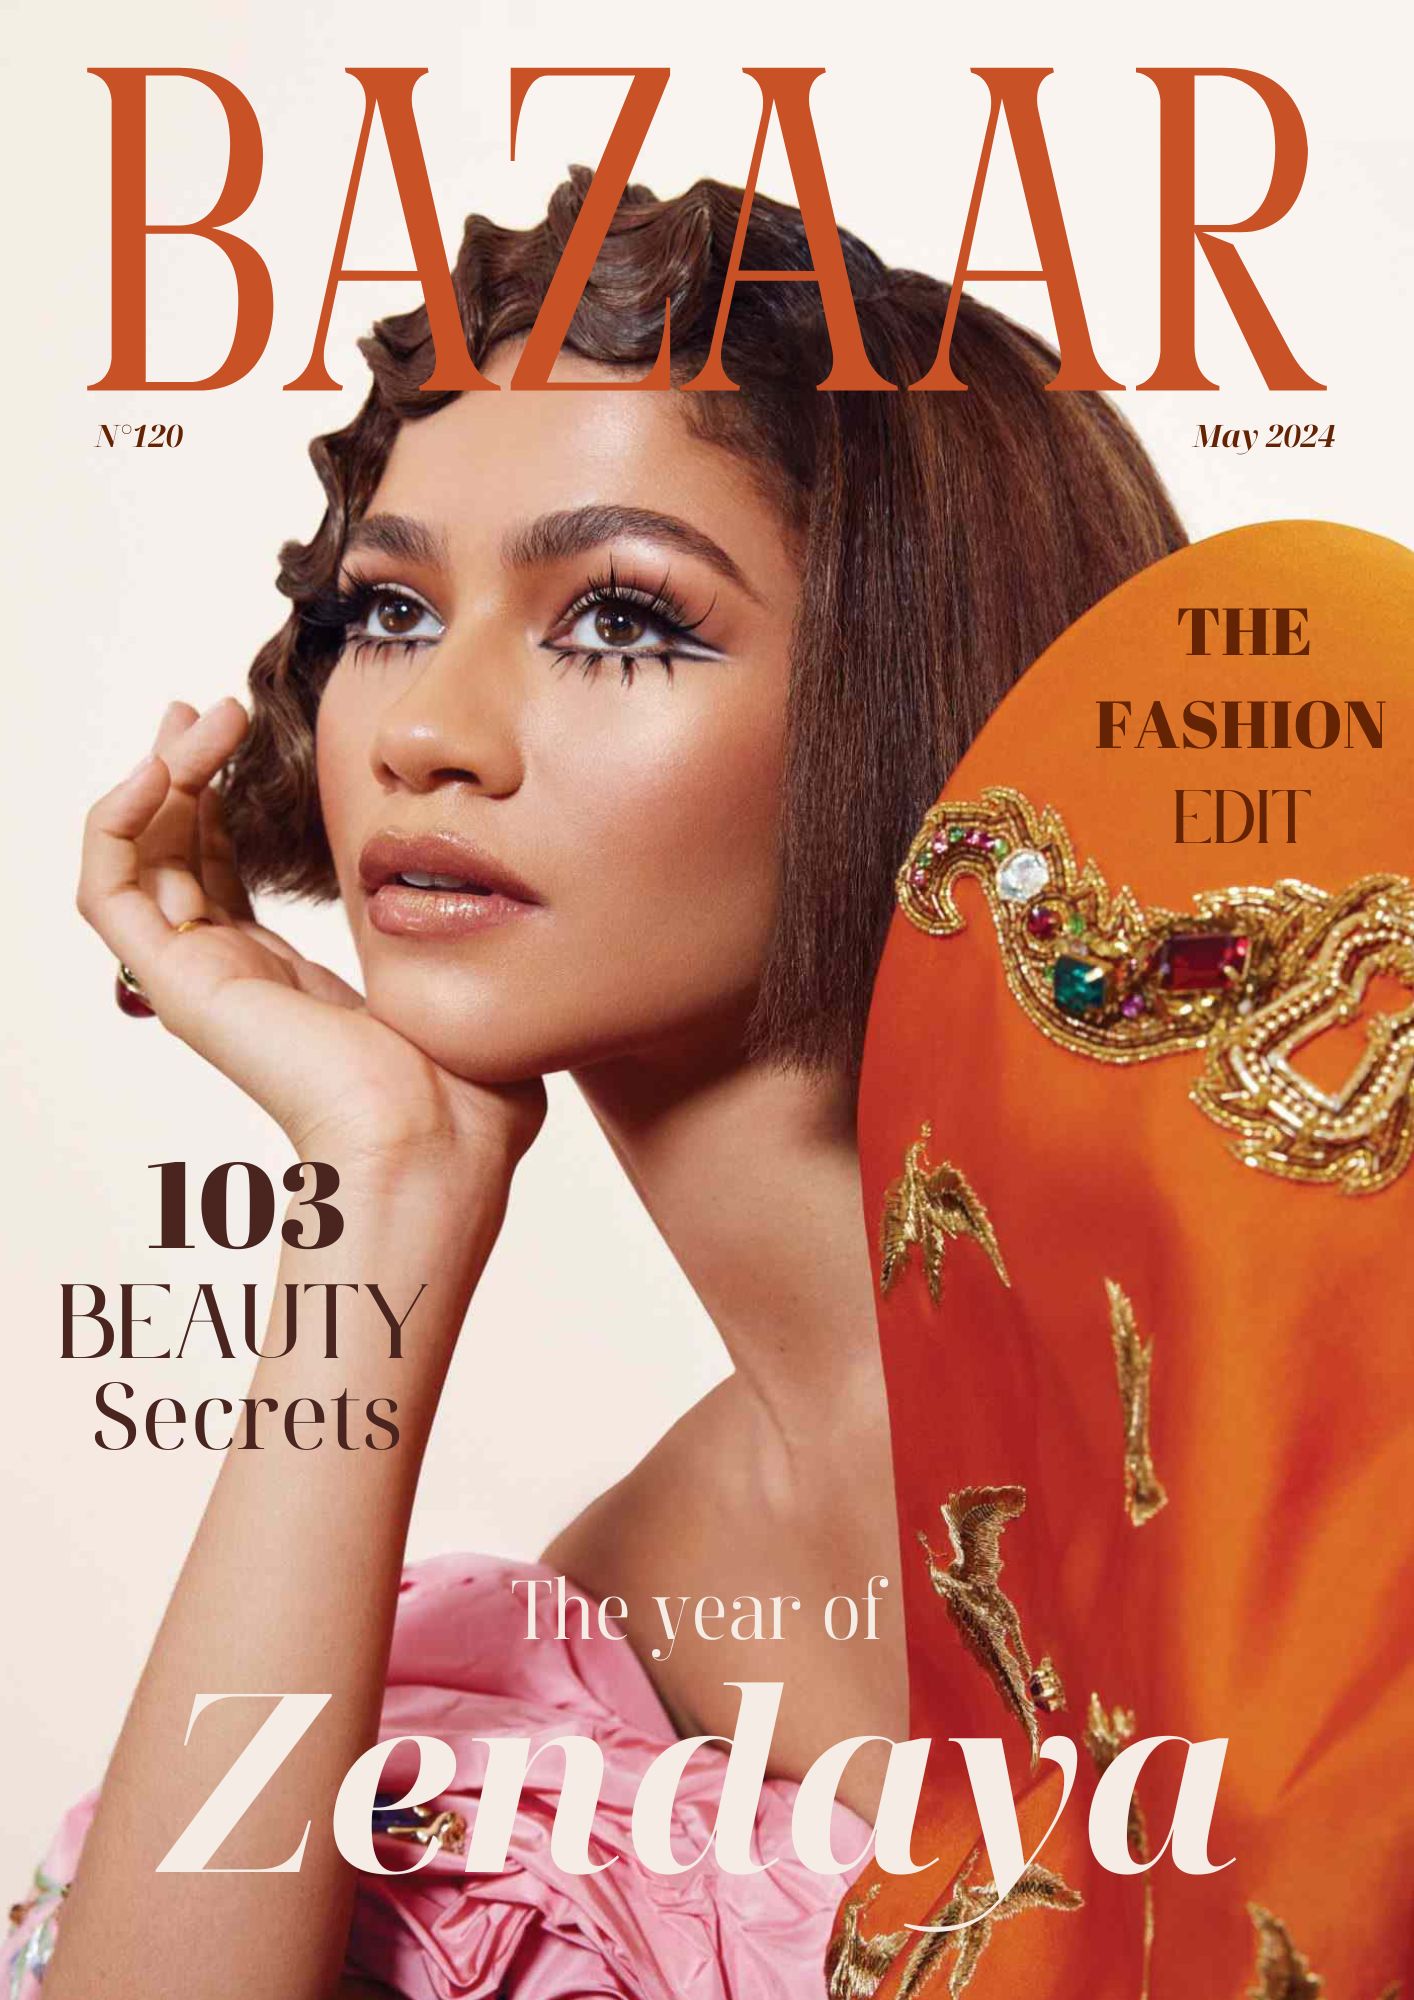 BAZAAR
N°120
May 2024
THE
FASHION
EDIT
103
BEAUTY
Secrets
The year of
Zendaya